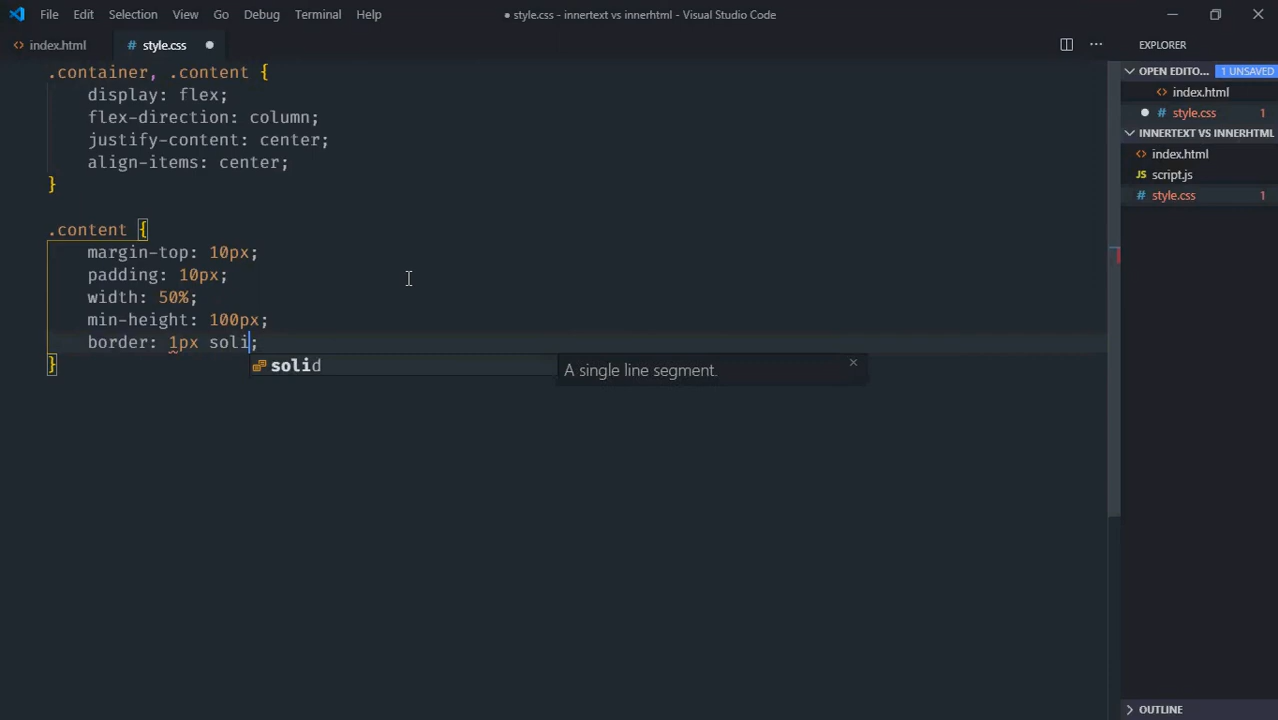 File Edit Selection View Go Debug Terminal Help
● style.css - innertext vs innerhtml - Visual Studio Code
<> index.html
# style.css ●
EXPLORER
.container, .content {
display: flex;
flex-direction: column;
justify-content: center;
align-items: center;
}
.content {
margin-top: 10px;
padding: 10px;
width: 50%;
min-height: 100px;
border: 1px soli;
}
solid
A single line segment.
OPEN EDITO... 1 UNSAVED
<> index.html
● # style.css 1
INNERTEXT VS INNERHTML
<> index.html
JS script.js
# style.css 1
OUTLINE